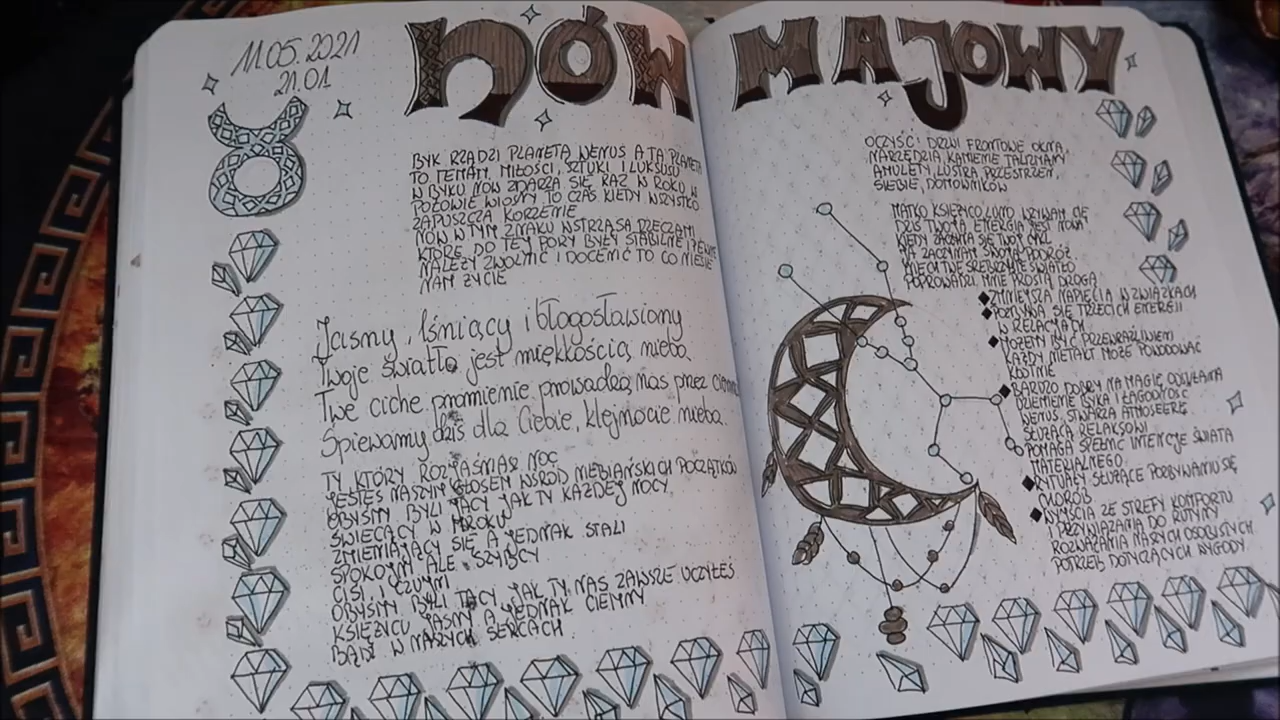 11.05.2021
21.01
NÓW MAJOWY
BYK RZĄDZI PLANETA WENUS A TA PLANETA
TO TEMAT MIŁOŚCI, SZTUKI I LUKSUSU
W BYKU NÓW ZDARZA SIĘ RAZ W ROKU, W
POŁOWIE WIOSNY TO CZAS KIEDY WSZYSTKO
ZAPUSZCZA KORZENIE
NÓW W TYM ZNAKU WSTRZĄSA RZECZAMI
KTÓRE DO TEJ PORY BYŁY STABILNE I PEWNE
NALEŻY ZWOLNIĆ I DOCENIĆ TO CO NIESIE
NAM ŻYCIE
Jasny, lśniący i błogosławiony
Twoje światło jest miękkością nieba
Twe ciche promienie prowadzą nas przez
Śpiewamy dziś dla Ciebie, klejnocie nieba.
TY KTÓRY ROZJAŚNIASZ NOC
JESTEŚ NASZYM GŁOSEM WŚRÓD NIEBIAŃSKICH POCZĄTKÓW
OBYŚMY BYLI TACY JAK TY KAŻDEJ NOCY
ŚWIECĄCY W MROKU
ZMIENIAJĄCY SIĘ A JEDNAK STALI
SPOKOJNI ALE SZYBCY
CISI I CZUJNI
OBYŚMY BYLI TACY JAK TY NAS ZAWSZE UCZYŁEŚ
KSIĘŻYCU JASNY A JEDNAK CIEMNY
BĄDŹ W NASZYCH SERCACH
OCZYŚĆ: DRZWI FRONTOWE OKNA,
NARZĘDZIA KAMIENIE TALIZMANY
AMULETY, LUSTRA PRZESTRZEŃ,
SIEBIE, DOMOWNIKÓW
MATKO KSIĘŻYCO, LUNO WZYWAM CIĘ
DZIŚ TWOJA ENERGIA JEST NOWA
KIEDY ZACZYNA SIĘ TWÓJ CYKL
JA ZACZYNAM SWOJĄ PODRÓŻ
NIECH TWE SREBRZYSTE ŚWIATŁO
POPROWADZI MNIE PROSTĄ DROGĄ
ZMNIEJSZA NAPIĘCIA W ZWIĄZKACH
POZBYWA SIĘ TRZECICH ENERGII
W RELACJACH
MOŻEMY BYĆ PRZEWRAŻLIWIENI
KAŻDY NIETAKT MOŻE POWODOWAĆ
KŁÓTNIE
BARDZO DOBRY NA MAGIĘ ODSYŁANIA
BYKA I ŁAGODNOŚĆ
WENUS, STWARZA ATMOSFERĘ
SŁUŻĄCĄ RELAKSOWI
POMAGA SPEŁNIĆ INTENCJE ŚWIATA
MATERIALNEGO
RYTUAŁY SŁUŻĄCE POZBYWANIU SIĘ
CHORÓB
WYJŚCIA ZE STREFY KOMFORTU
I PRZYWIĄZANIA DO RUTYNY
ROZWAŻANIA NASZYCH OSOBISTYCH
POTRZEB DOTYCZĄCYCH WYGODY